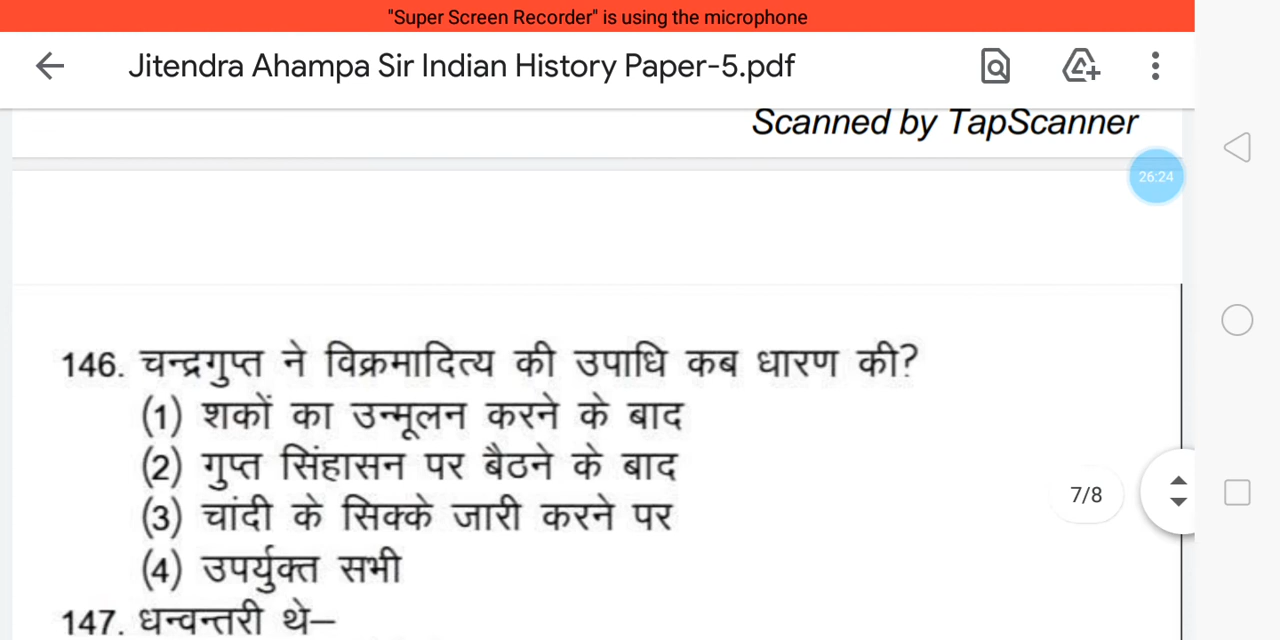 "Super Screen Recorder" is using the microphone
Jitendra Ahampa Sir Indian History Paper-5.pdf
Scanned by TapScanner
26:24
146. चन्द्रगुप्त ने विक्रमादित्य की उपाधि कब धारण की?
(1) शकों का उन्मूलन करने के बाद
(2) गुप्त सिंहासन पर बैठने के बाद
(3) चांदी के सिक्के जारी करने पर
7/8
(4) उपर्युक्त सभी
147. धन्वन्तरी थे–